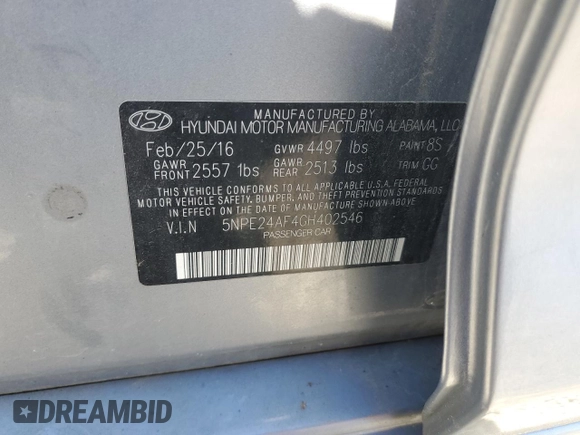 MANUFACTURED BY
HYUNDAI MOTOR MANUFACTURING ALABAMA, LLC
Feb/25/16 GVWR 4497 lbs PAINT 8S
GAWR FRONT 2557 lbs GAWR REAR 2513 lbs TRIM GG
THIS VEHICLE CONFORMS TO ALL APPLICABLE U.S.A. FEDERAL
MOTOR VEHICLE SAFETY, BUMPER, AND THEFT PREVENTION STANDARDS
IN EFFECT ON THE DATE OF MANUFACTURE SHOWN ABOVE
V.I.N 5NPE24AF4GH402546
PASSENGER CAR
DREAMBID